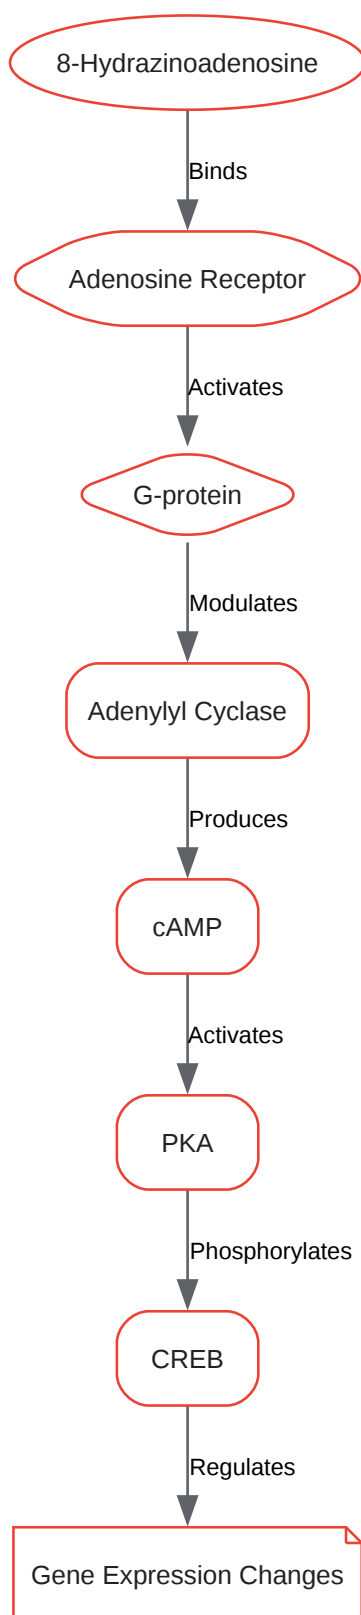 8-Hydrazinoadenosine
Binds
Adenosine Receptor
Activates
G-protein
Modulates
Adenylyl Cyclase
Produces
cAMP
Activates
PKA
Phosphorylates
CREB
Regulates
Gene Expression Changes